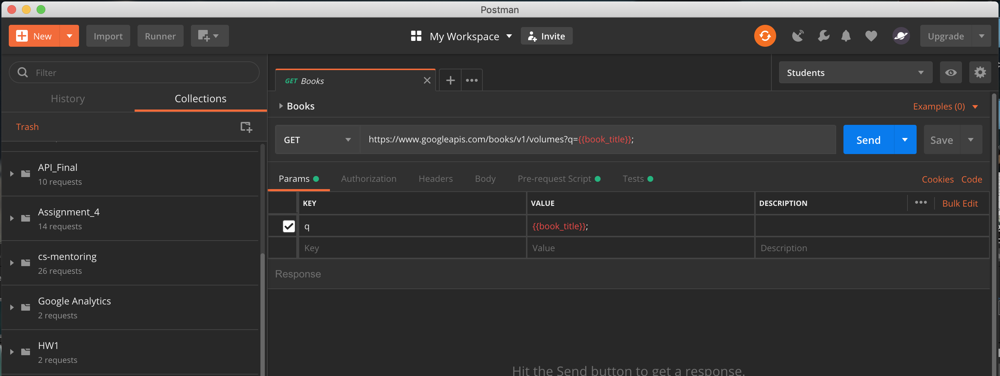 Postman
New
Import
Runner
My Workspace
Invite
Upgrade
Filter
History
Collections
Trash
API_Final
10 requests
Assignment_4
14 requests
cs-mentoring
26 requests
Google Analytics
2 requests
HW1
2 requests
GET Books
Students
Books
Examples (0)
GET
https://www.googleapis.com/books/v1/volumes?q={{book_title}};
Send
Save
Params
Authorization
Headers
Body
Pre-request Script
Tests
Cookies
Code
KEY
VALUE
DESCRIPTION
Bulk Edit
q
{{book_title}};
Key
Value
Description
Response
Hit the Send button to get a response.